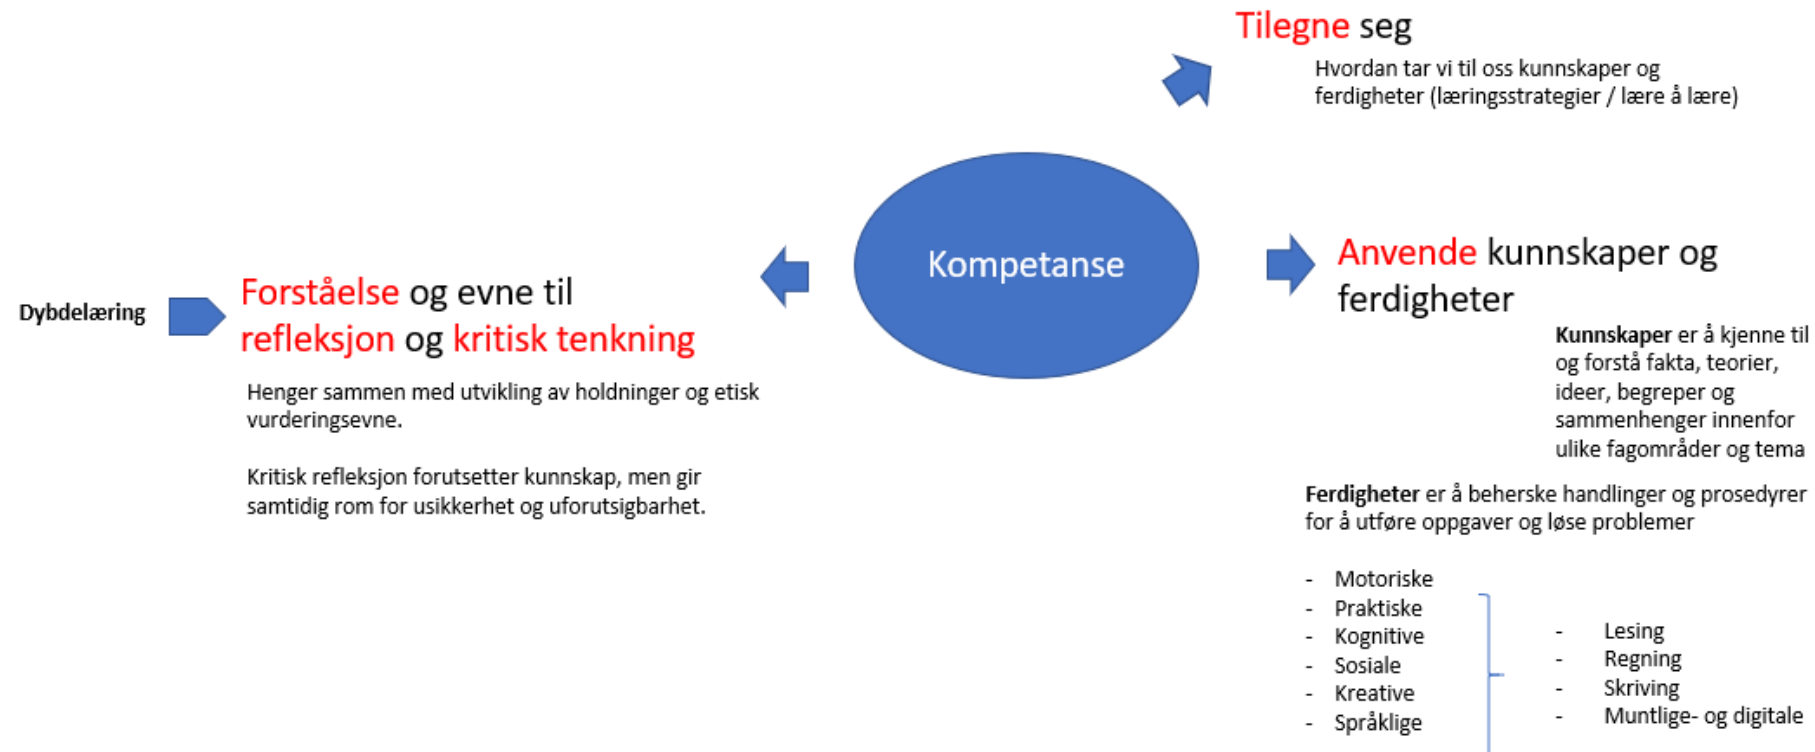 Tilegne seg
Hvordan tar vi til oss kunnskaper og
ferdigheter (læringsstrategier / lære å lære)
Kompetanse
Anvende kunnskaper og
ferdigheter
Kunnskaper er å kjenne til
og forstå fakta, teorier,
ideer, begreper og
sammenhenger innenfor
ulike fagområder og tema
Ferdigheter er å beherske handlinger og prosedyrer
for å utføre oppgaver og løse problemer
- Motoriske
- Praktiske
- Kognitive
- Sosiale
- Kreative
- Språklige
- Lesing
- Regning
- Skriving
- Muntlige- og digitale
Dybdelæring
Forståelse og evne til
refleksjon og kritisk tenkning
Henger sammen med utvikling av holdninger og etisk
vurderingsevne.
Kritisk refleksjon forutsetter kunnskap, men gir
samtidig rom for usikkerhet og uforutsigbarhet.